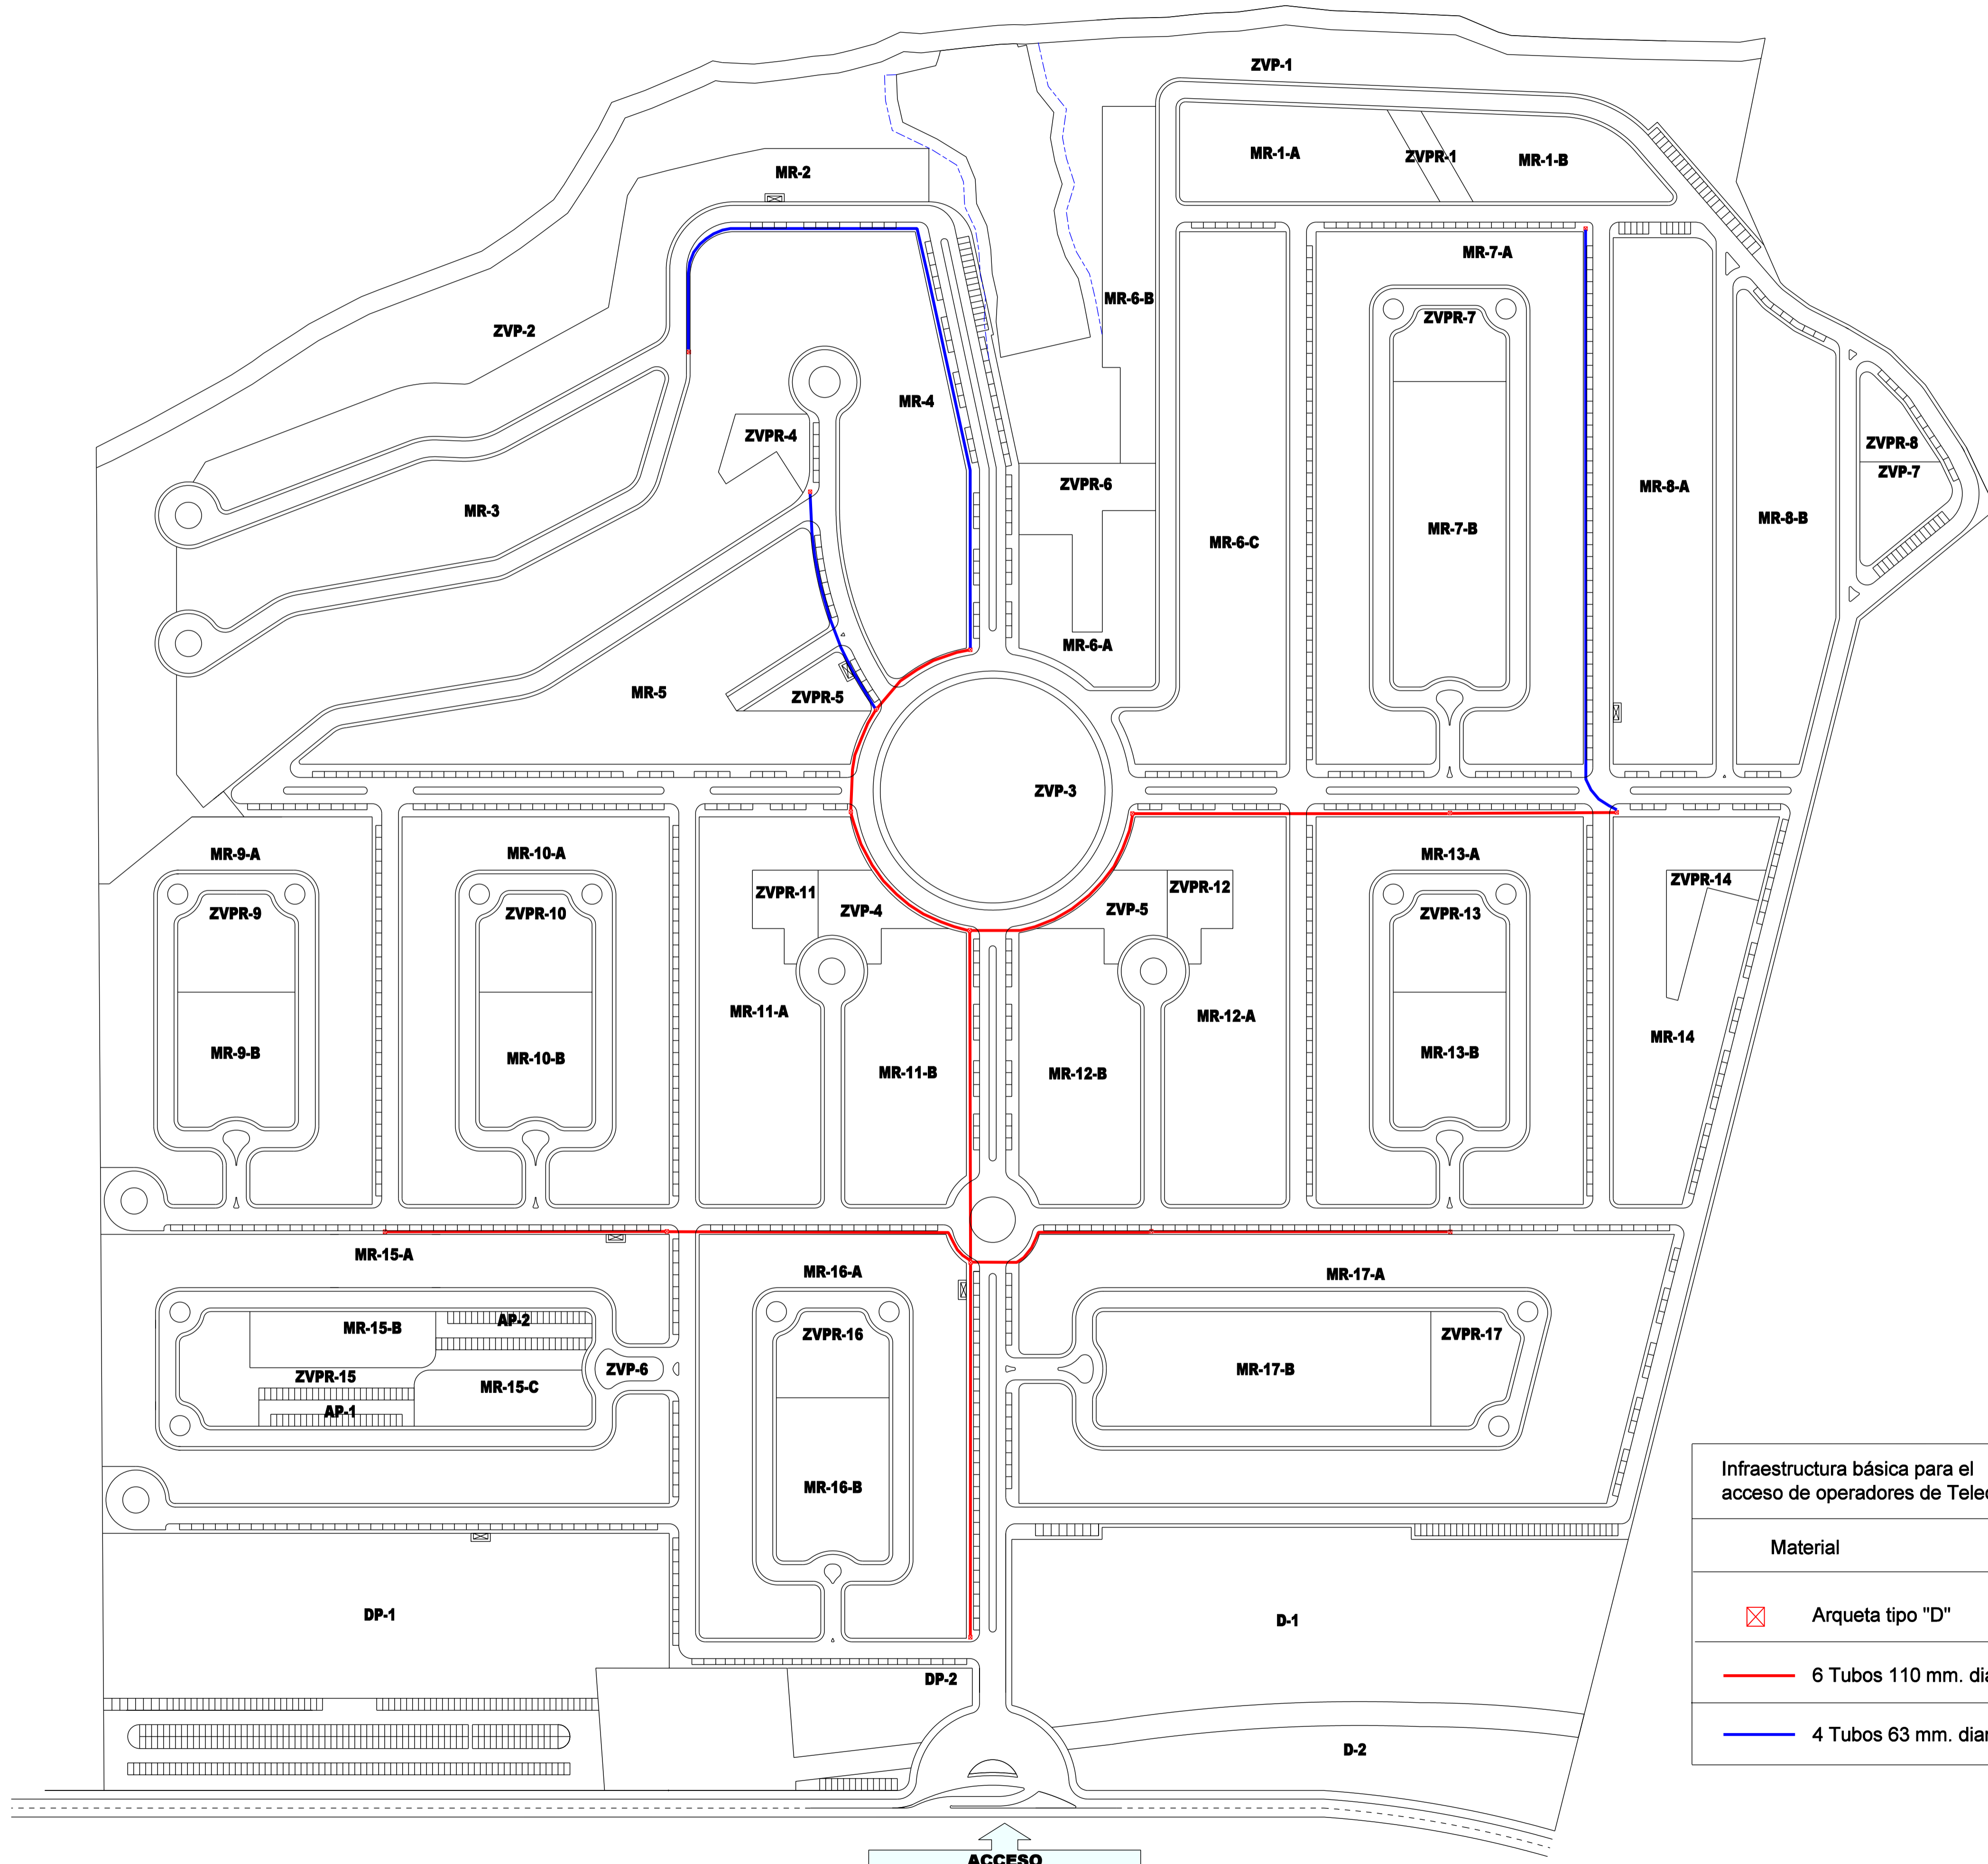 ZVP-1
MR-1-A
ZVPR-1
MR-1-B
MR-2
MR-7-A
MR-6-B
ZVPR-7
ZVP-2
MR-4
ZVPR-4
ZVPR-8
ZVP-7
ZVPR-6
MR-8-A
MR-3
MR-8-B
MR-7-B
MR-6-C
MR-6-A
MR-5
ZVPR-5
ZVP-3
MR-9-A
MR-10-A
MR-13-A
ZVPR-11
ZVPR-12
ZVPR-14
ZVPR-9
ZVPR-10
ZVP-4
ZVP-5
ZVPR-13
MR-11-A
MR-12-A
MR-14
MR-9-B
MR-10-B
MR-11-B
MR-12-B
MR-13-B
MR-15-A
MR-16-A
MR-17-A
MR-15-B
AP-2
ZVPR-16
ZVPR-17
ZVPR-15
MR-15-C
ZVP-6
MR-17-B
AP-1
MR-16-B
DP-1
D-1
DP-2
D-2
ACCESO
Infraestructura básica para el
acceso de operadores de
Material
Arqueta tipo "D"
6 Tubos 110 mm.
4 Tubos 63 mm.